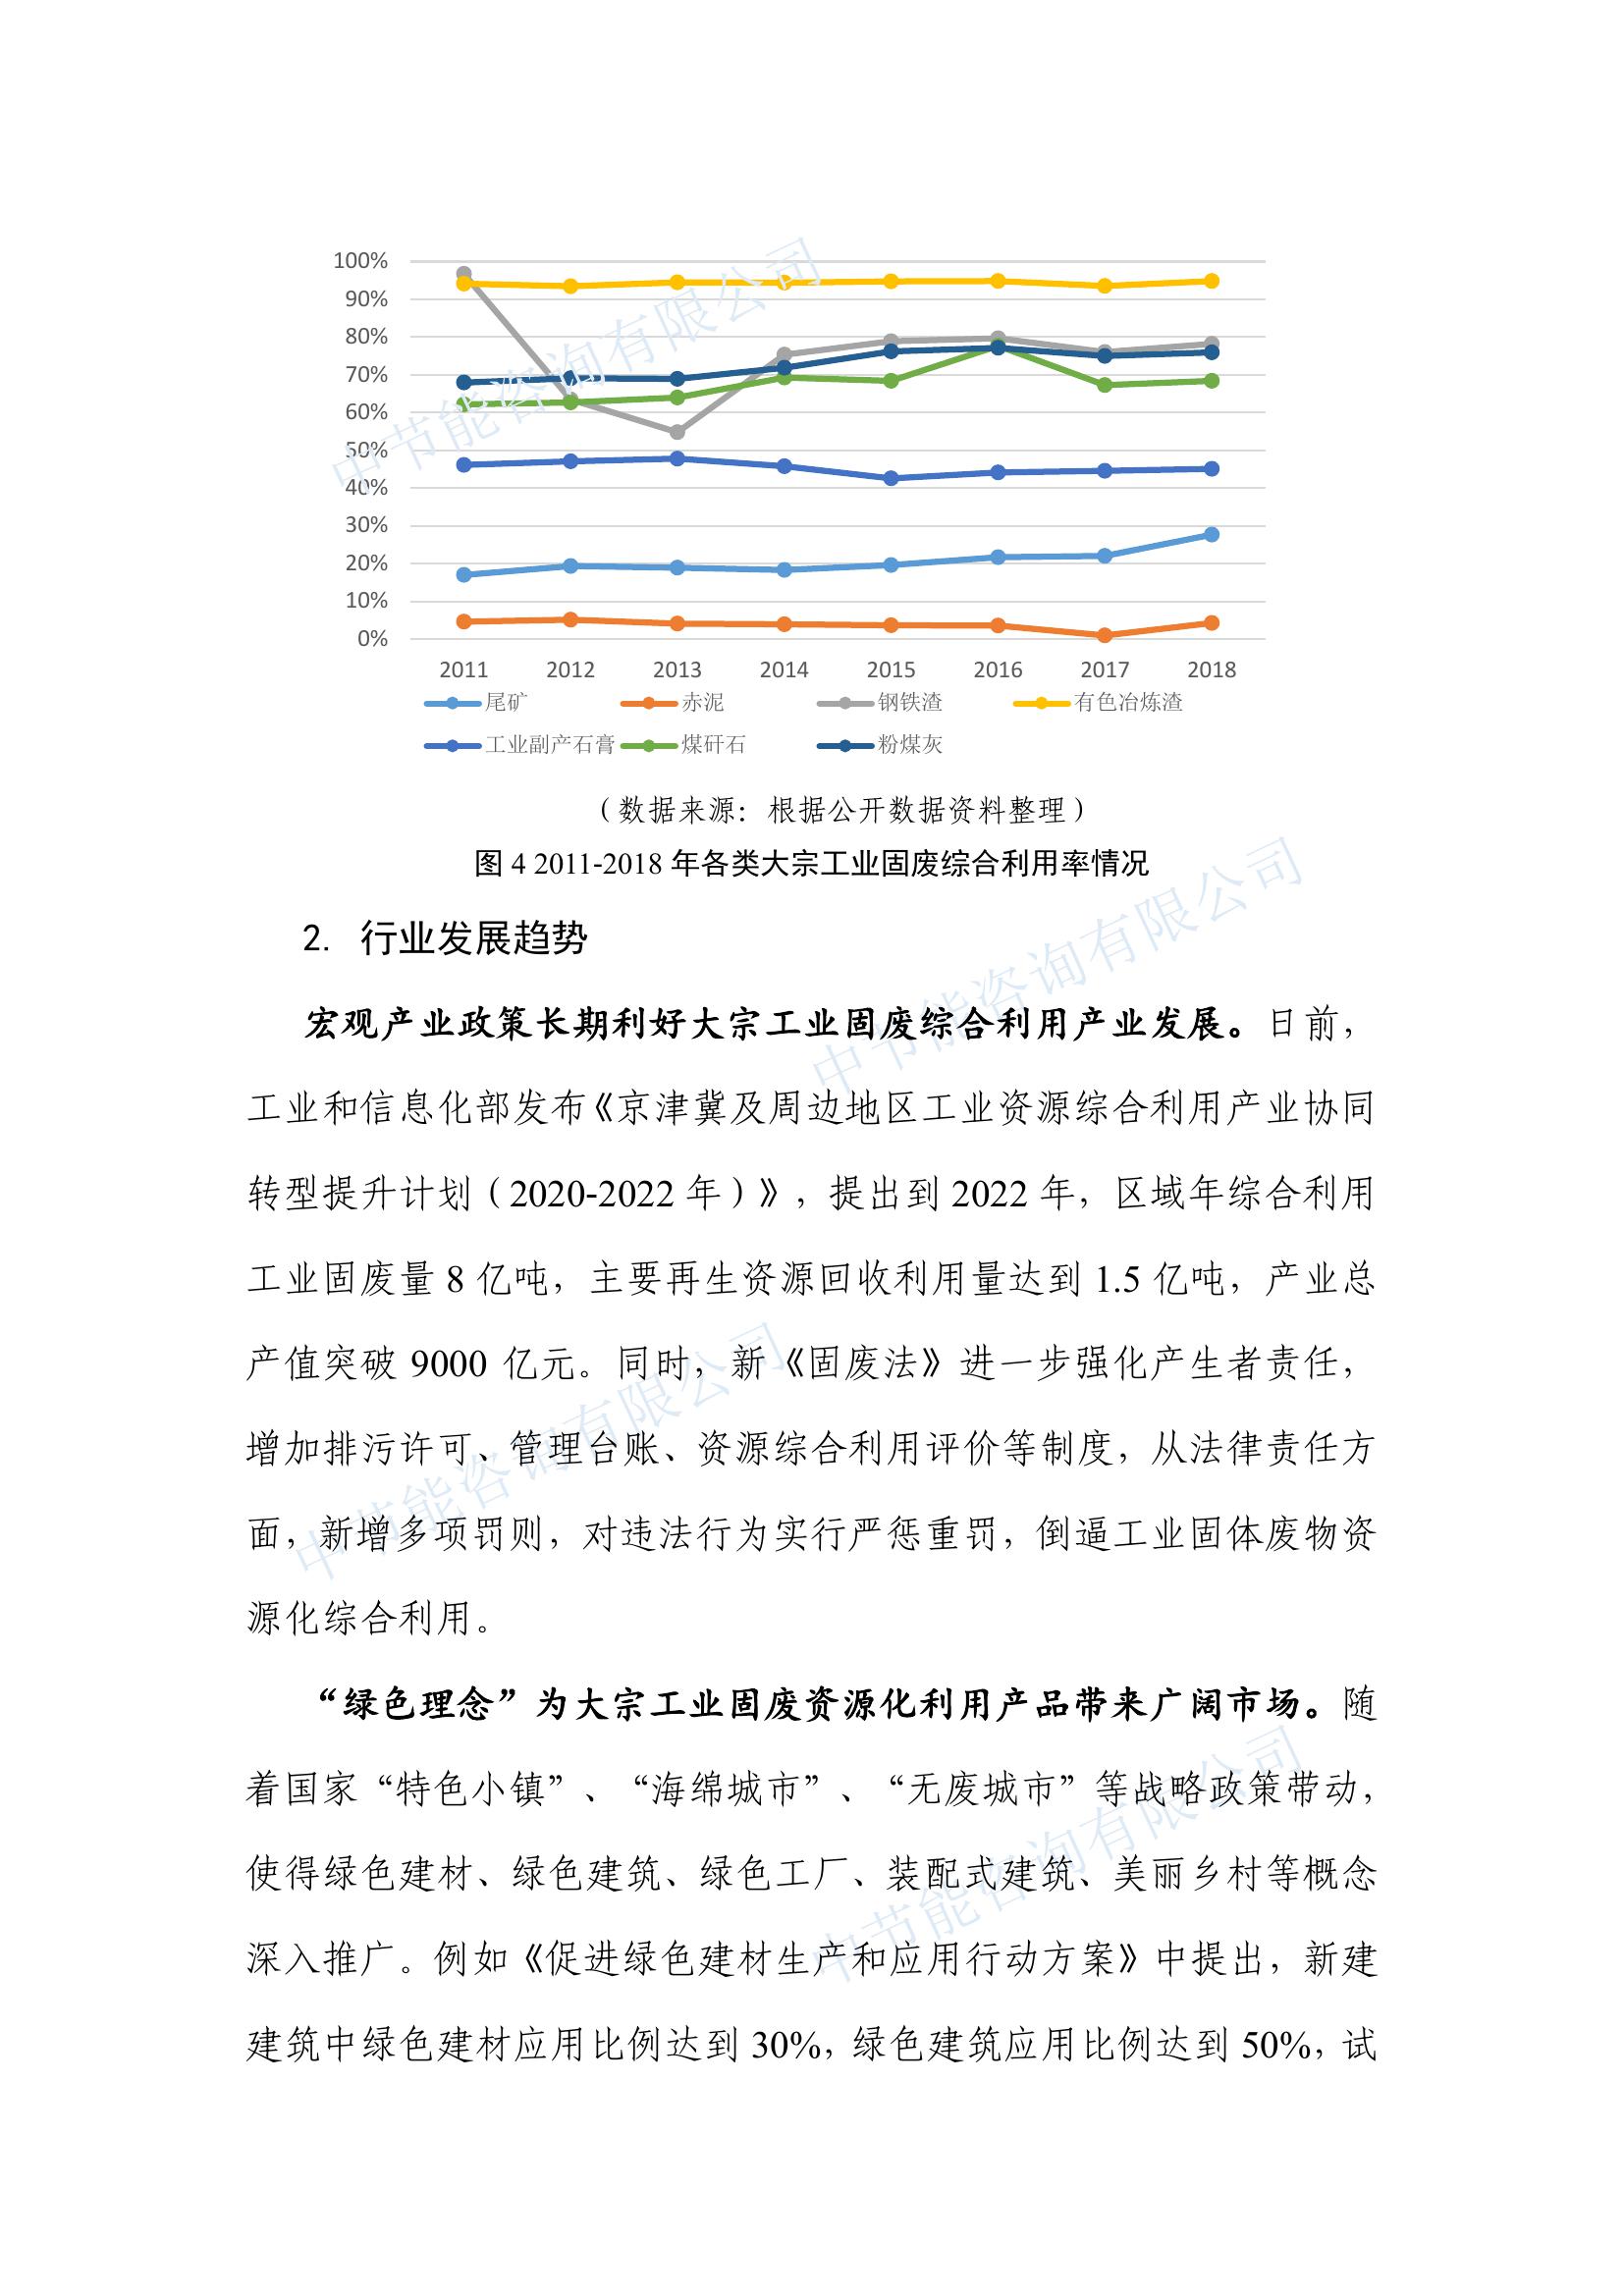 100%
90%
80%
70%
60%
50%
40%
30%
20%
10%
0%
2011 2012 2013 2014 2015 2016 2017 2018
尾矿 赤泥 钢铁渣 有色冶炼渣
工业副产石膏 煤矸石 粉煤灰
（数据来源：根据公开数据资料整理）
图 4 2011-2018 年各类大宗工业固废综合利用率情况
2. 行业发展趋势
宏观产业政策长期利好大宗工业固废综合利用产业发展。日前，
工业和信息化部发布《京津冀及周边地区工业资源综合利用产业协同
转型提升计划（2020-2022 年）》，提出到 2022 年，区域年综合利用
工业固废量 8 亿吨，主要再生资源回收利用量达到 1.5 亿吨，产业总
产值突破 9000 亿元。同时，新《固废法》进一步强化产生者责任，
增加排污许可、管理台账、资源综合利用评价等制度，从法律责任方
面，新增多项罚则，对违法行为实行严惩重罚，倒逼工业固体废物资
源化综合利用。
“绿色理念”为大宗工业固废资源化利用产品带来广阔市场。随
着国家“特色小镇”、“海绵城市”、“无废城市”等战略政策带动，
使得绿色建材、绿色建筑、绿色工厂、装配式建筑、美丽乡村等概念
深入推广。例如《促进绿色建材生产和应用行动方案》中提出，新建
建筑中绿色建材应用比例达到 30%，绿色建筑应用比例达到 50%，试
中节能咨询有限公司
中节能咨询有限公司
中节能咨询有限公司
中节能咨询有限公司